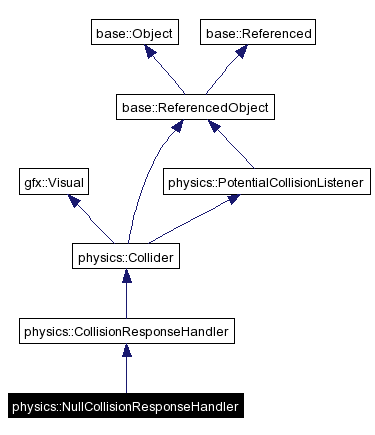 base::Object
base::Referenced
base::ReferencedObject
gfx::Visual
physics::PotentialCollisionListener
physics::Collider
physics::CollisionResponseHandler
physics::NullCollisionResponseHandler